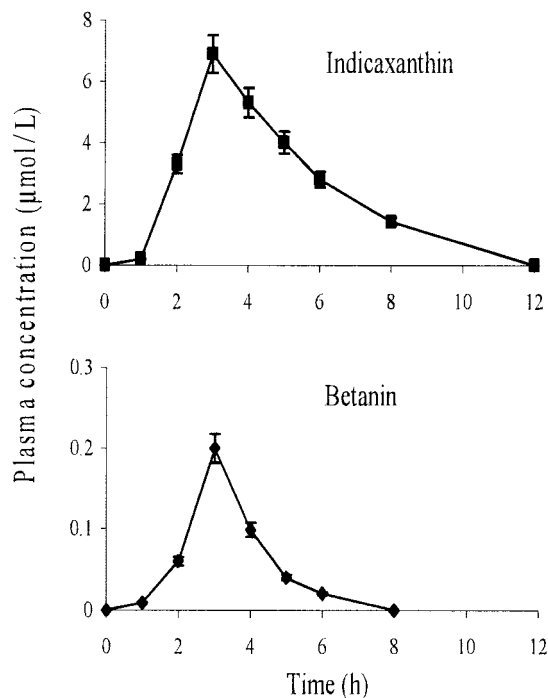 Plasma concentration (μmol/L)
Indicaxanthin
8
6
4
2
0
0 2 4 6 8 10 12
Betanin
0.3
0.2
0.1
0
0 2 4 6 8 10 12
Time (h)